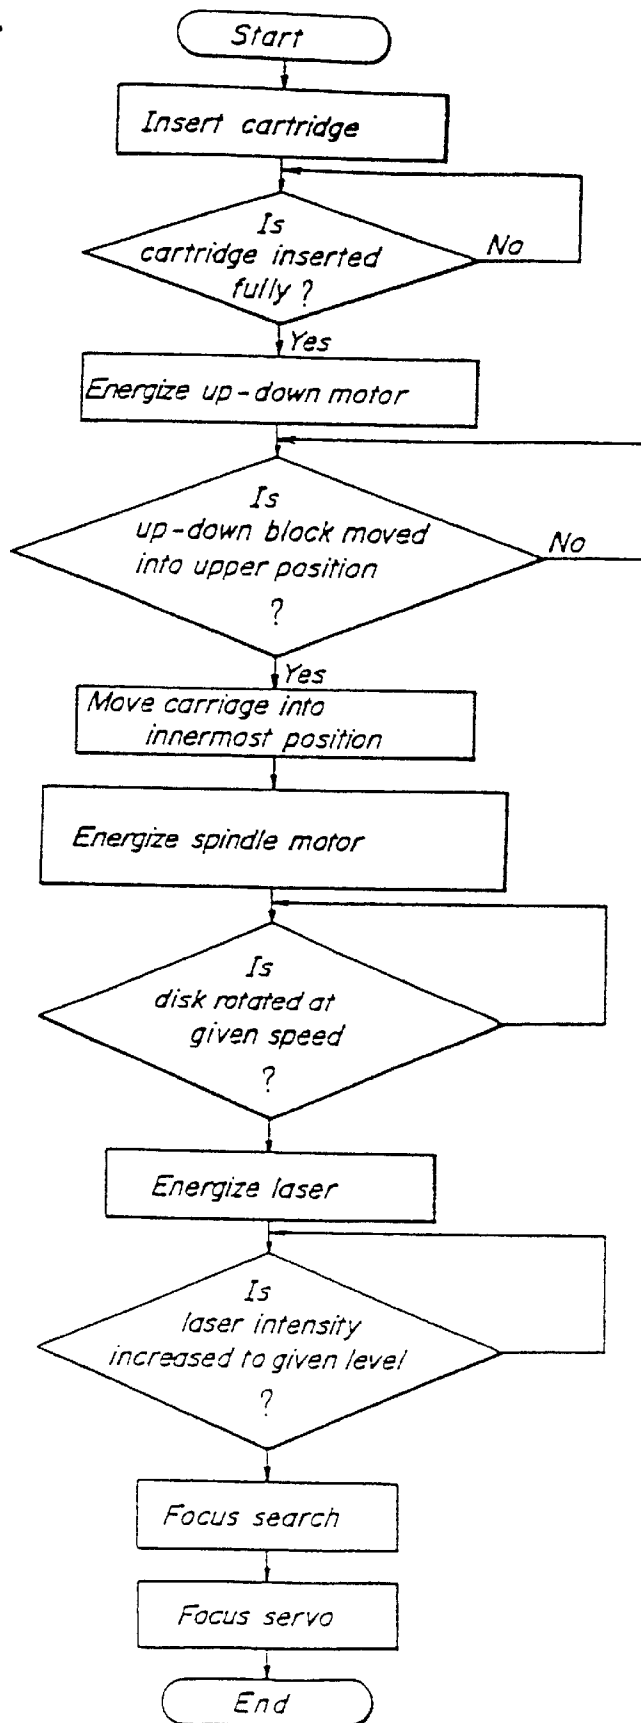 Start
Insert cartridge
Is
cartridge inserted
fully ?
No
Yes
Energize up-down motor
Is
up-down block moved
into upper position
?
No
Yes
Move carriage into
innermost position
Energize spindle motor
Is
disk rotated at
given speed
?
Energize laser
Is
laser intensity
increased to given level
?
Focus search
Focus servo
End